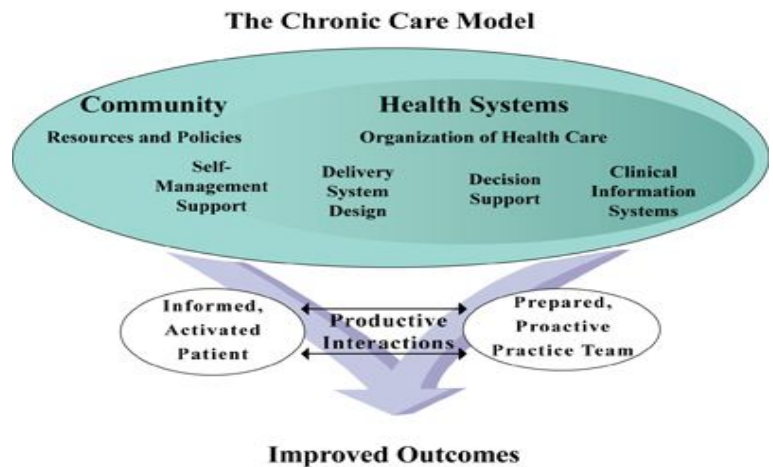 The Chronic Care Model
Community
Resources and Policies
Health Systems
Organization of Health Care
Self-
Management
Support
Delivery
System
Design
Decision
Support
Clinical
Information
Systems
Informed,
Activated
Patient
Productive
Interactions
Prepared,
Proactive
Practice Team
Improved Outcomes